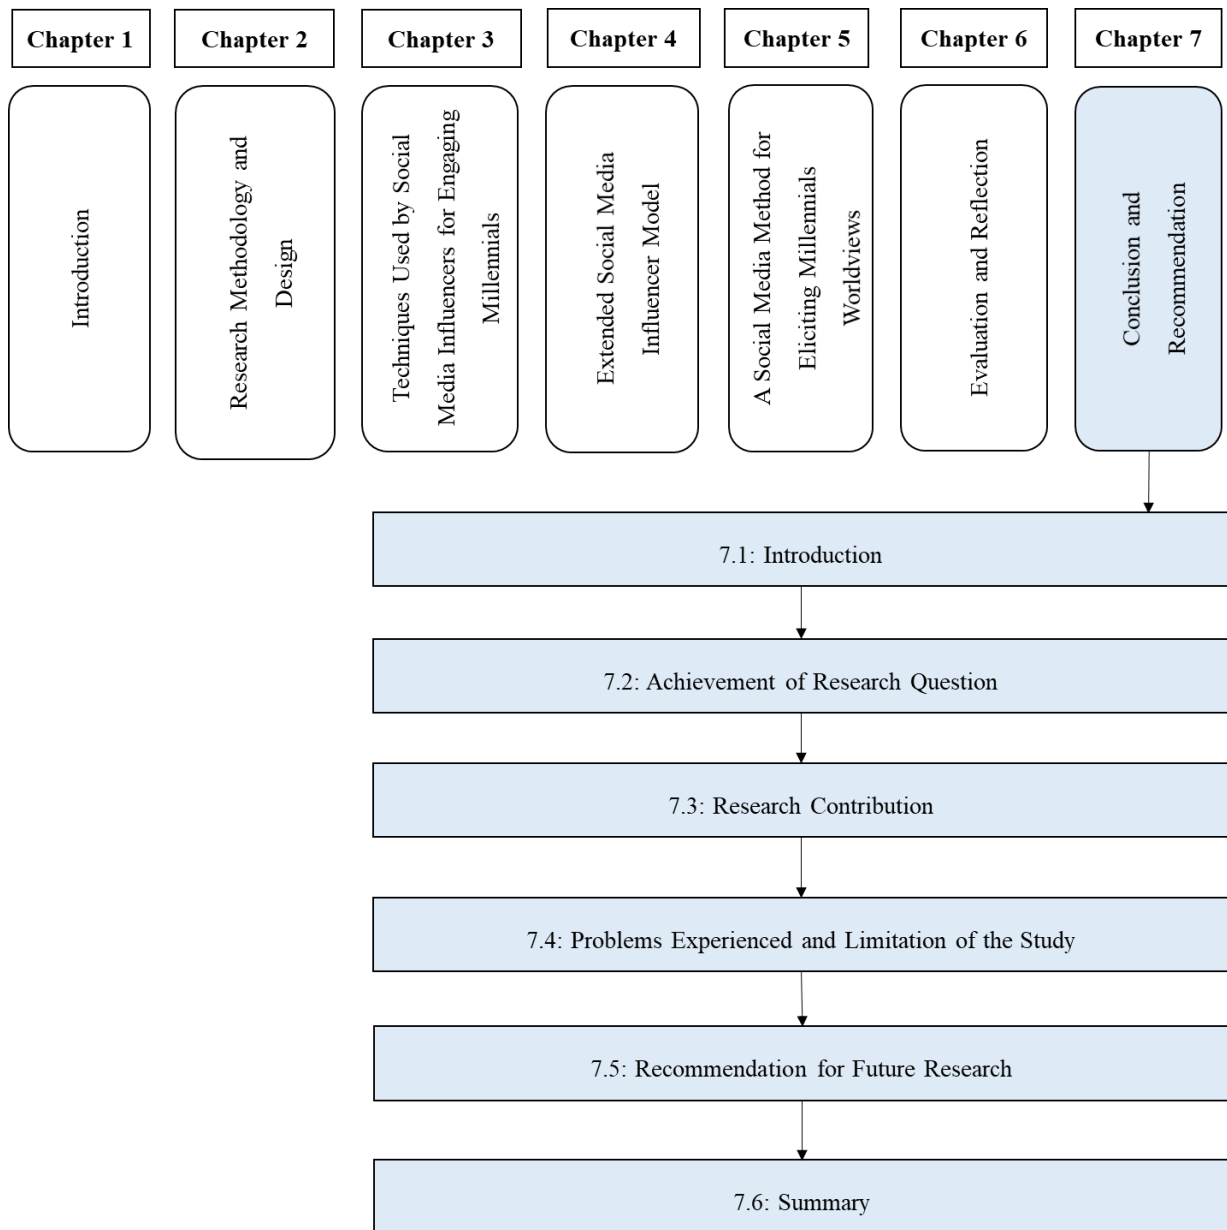 Chapter 1
Chapter 2
Chapter 3
Chapter 4
Chapter 5
Chapter 6
Chapter 7
Introduction
Research Methodology and
Design
Techniques Used by Social
Media Influencers for Engaging
Millennials
Extended Social Media
Influencer Model
A Social Media Method for
Eliciting Millennials
Worldviews
Evaluation and Reflection
Conclusion and
Recommendation
7.1: Introduction
7.2: Achievement of Research Question
7.3: Research Contribution
7.4: Problems Experienced and Limitation of the Study
7.5: Recommendation for Future Research
7.6: Summary